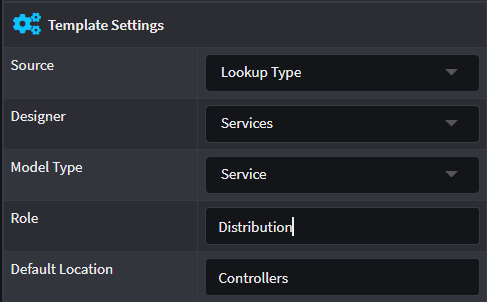 Template Settings
Source Lookup Type
Designer Services
Model Type Service
Role Distribution
Default Location Controllers